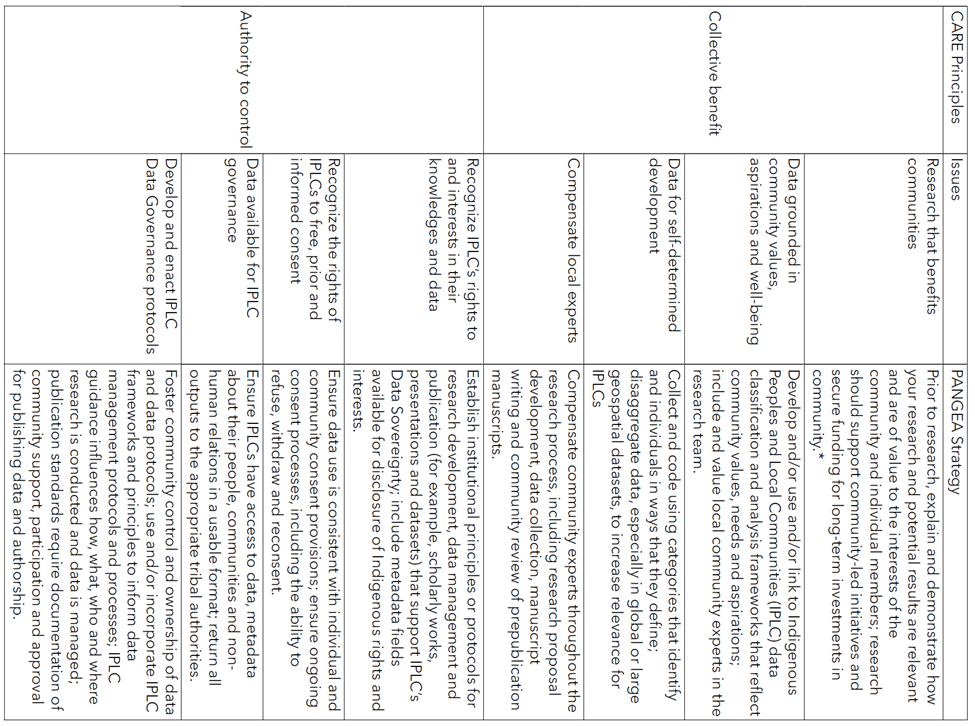 CARE Principles
Issues
PANGEA Strategy
Collective benefit
Research that benefits
communities
Prior to research, explain and demonstrate how
your research and potential results are relevant
and are of value to the interests of the
community and individual members; research
should support community-led initiatives and
secure funding for long-term investments in
community.*
Data grounded in
community values,
aspirations and well-being
Develop and/or use and/or link to Indigenous
Peoples and Local Communities (IPLC) data
classification and analysis frameworks that reflect
community values, needs and aspirations;
include and value local community experts in the
research team.
Data for self-determined
development
Collect and code using categories that identify
and individuals in ways that they define;
disaggregate data, especially in global or large
geospatial datasets, to increase relevance for
IPLCs
Compensate local experts
Compensate community experts throughout the
research process, including research proposal
development, data collection, manuscript
writing and community review of prepublication
manuscripts.
Authority to control
Recognize IPLC's rights to
and interests in their
knowledges and data
Establish institutional principles or protocols for
research development, data management and
publication (for example, scholarly works,
presentations and datasets) that support IPLC's
Data Sovereignty; include metadata fields
available for disclosure of Indigenous rights and
interests.
Recognize the rights of
IPLCs to free, prior and
informed consent
Ensure data use is consistent with individual and
community consent provisions; ensure ongoing
consent processes, including the ability to
refuse, withdraw and reconsent.
Data available for IPLC
governance
Ensure IPLCs have access to data, metadata
about their people, communities and non-
human relations in a usable format; return all
outputs to the appropriate tribal authorities.
Develop and enact IPLC
Data Governance protocols
Foster community control and ownership of data
and data protocols; use and/or incorporate IPLC
frameworks and principles to inform data
management protocols and processes; IPLC
guidance influences how, what, who and where
research is conducted and data is managed;
publication standards require documentation of
community support, participation and approval
for publishing data and authorship.